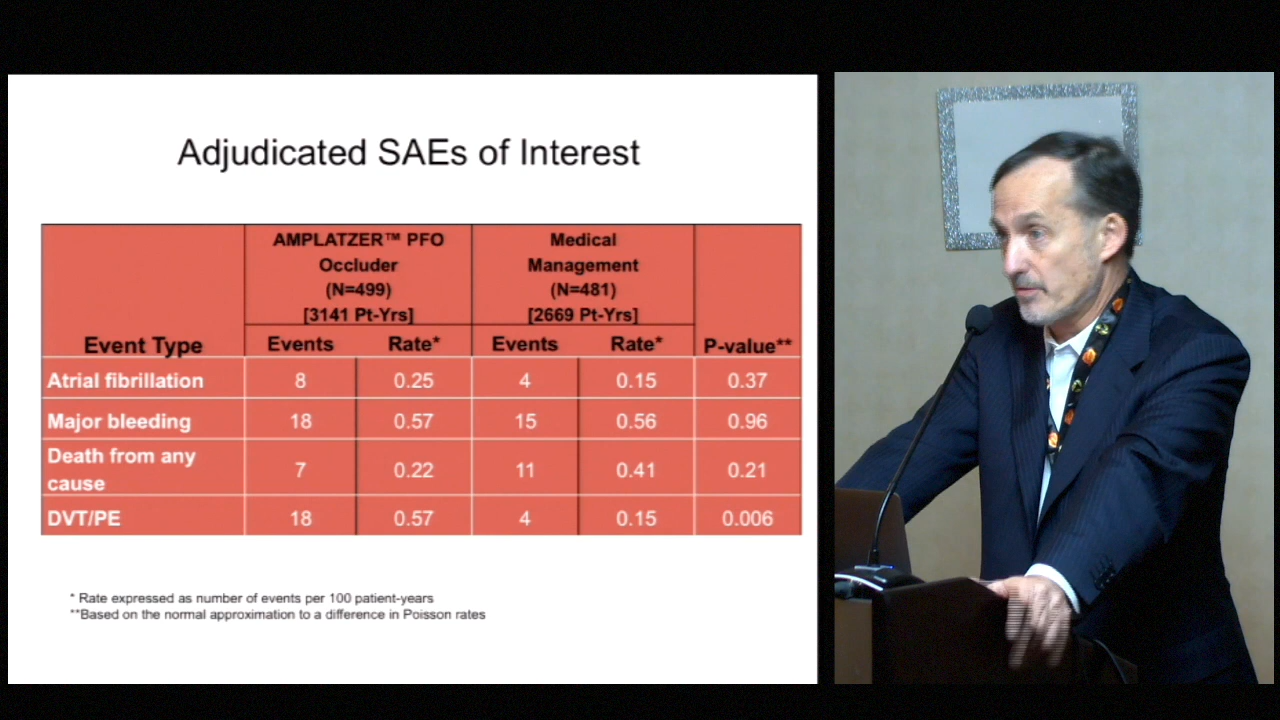 Adjudicated SAEs of Interest
AMPLATZER™ PFO
Occluder
(N=499)
[3141 Pt-Yrs]
Medical
Management
(N=481)
[2669 Pt-Yrs]
Event Type
Events
Rate*
Events
Rate*
P-value**
Atrial fibrillation
8
0.25
4
0.15
0.37
Major bleeding
18
0.57
15
0.56
0.96
Death from any
cause
7
0.22
11
0.41
0.21
DVT/PE
18
0.57
4
0.15
0.006
* Rate expressed as number of events per 100 patient-years
**Based on the normal approximation to a difference in Poisson rates